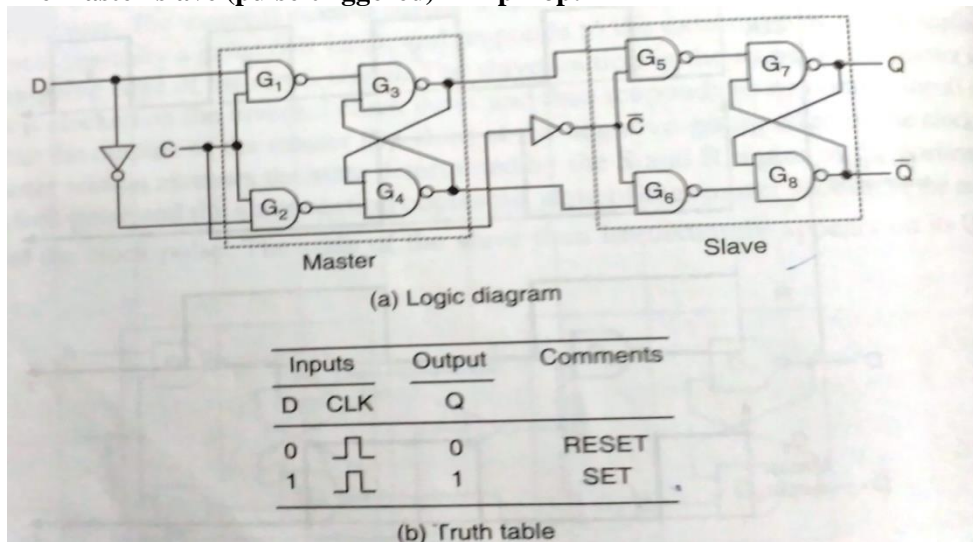 D
C
G₁
G₂
G₃
G₄
C̅
G₅
G₆
G₇
G₈
Q
Q̅
Master
Slave
(a) Logic diagram
Inputs Output Comments
D CLK Q
0 0 RESET
1 1 SET
(b) Truth table